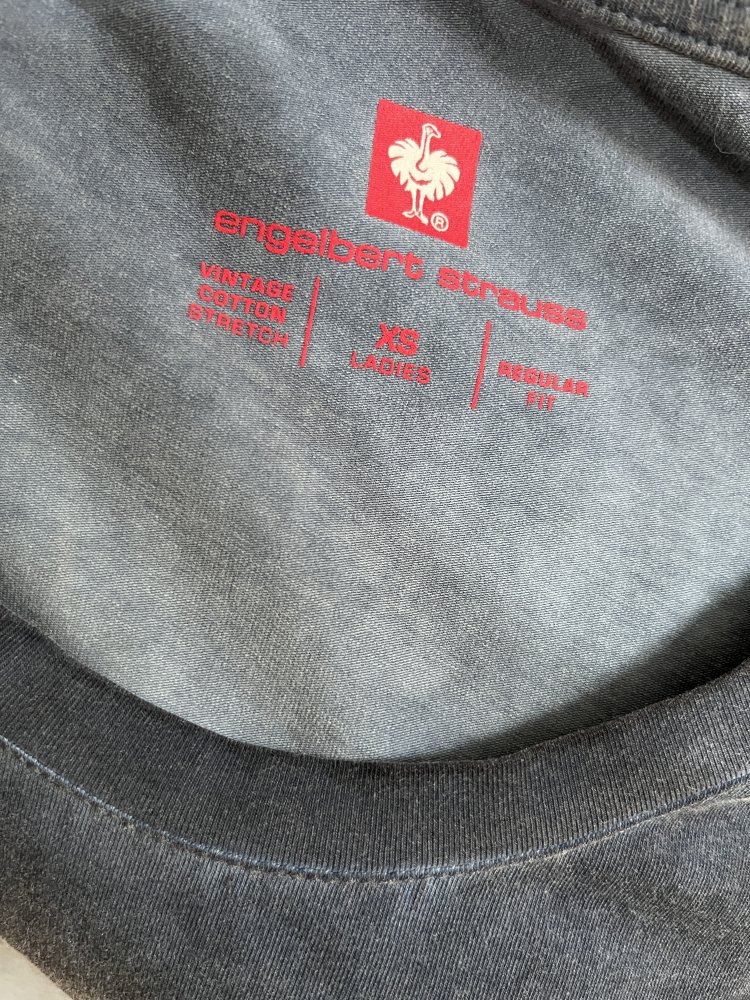 ®
engelbert strauss
VINTAGE
COTTON
STRETCH
XS
LADIES
REGULAR
FIT